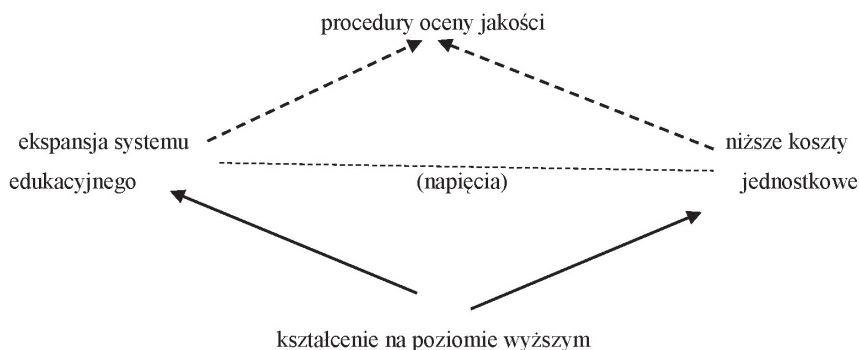 procedury oceny jakości
ekspansja systemu
edukacyjnego
niższe koszty
jednostkowe
(napięcia)
kształcenie na poziomie wyższym